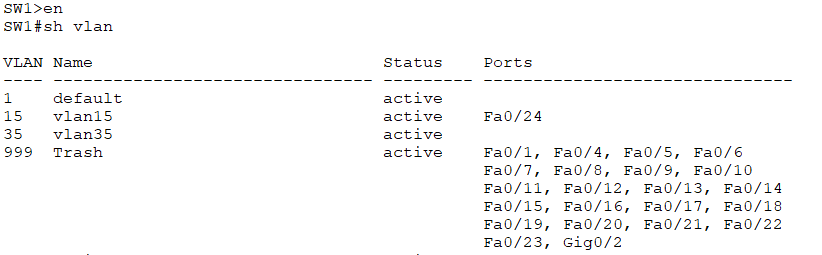 SW1>en
SW1#sh vlan
VLAN Name Status Ports
---- -------------------------------- --------- -------------------------------
1 default active
15 vlan15 active Fa0/24
35 vlan35 active
999 Trash active Fa0/1, Fa0/4, Fa0/5, Fa0/6
Fa0/7, Fa0/8, Fa0/9, Fa0/10
Fa0/11, Fa0/12, Fa0/13, Fa0/14
Fa0/15, Fa0/16, Fa0/17, Fa0/18
Fa0/19, Fa0/20, Fa0/21, Fa0/22
Fa0/23, Gig0/2